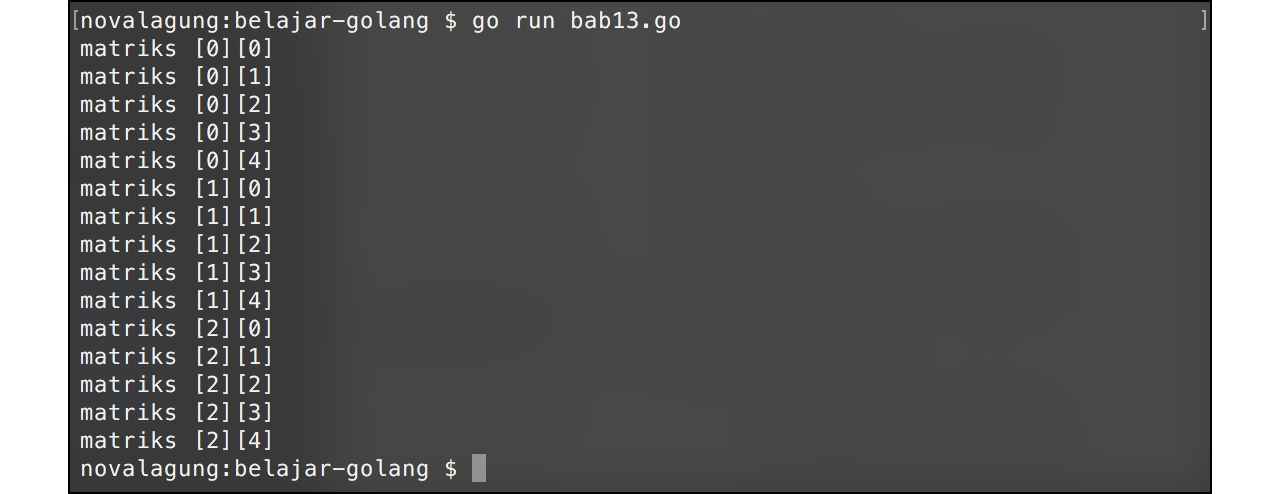 [novalagung:belajar-golang $ go run bab13.go ]
matriks [0][0]
matriks [0][1]
matriks [0][2]
matriks [0][3]
matriks [0][4]
matriks [1][0]
matriks [1][1]
matriks [1][2]
matriks [1][3]
matriks [1][4]
matriks [2][0]
matriks [2][1]
matriks [2][2]
matriks [2][3]
matriks [2][4]
novalagung:belajar-golang $